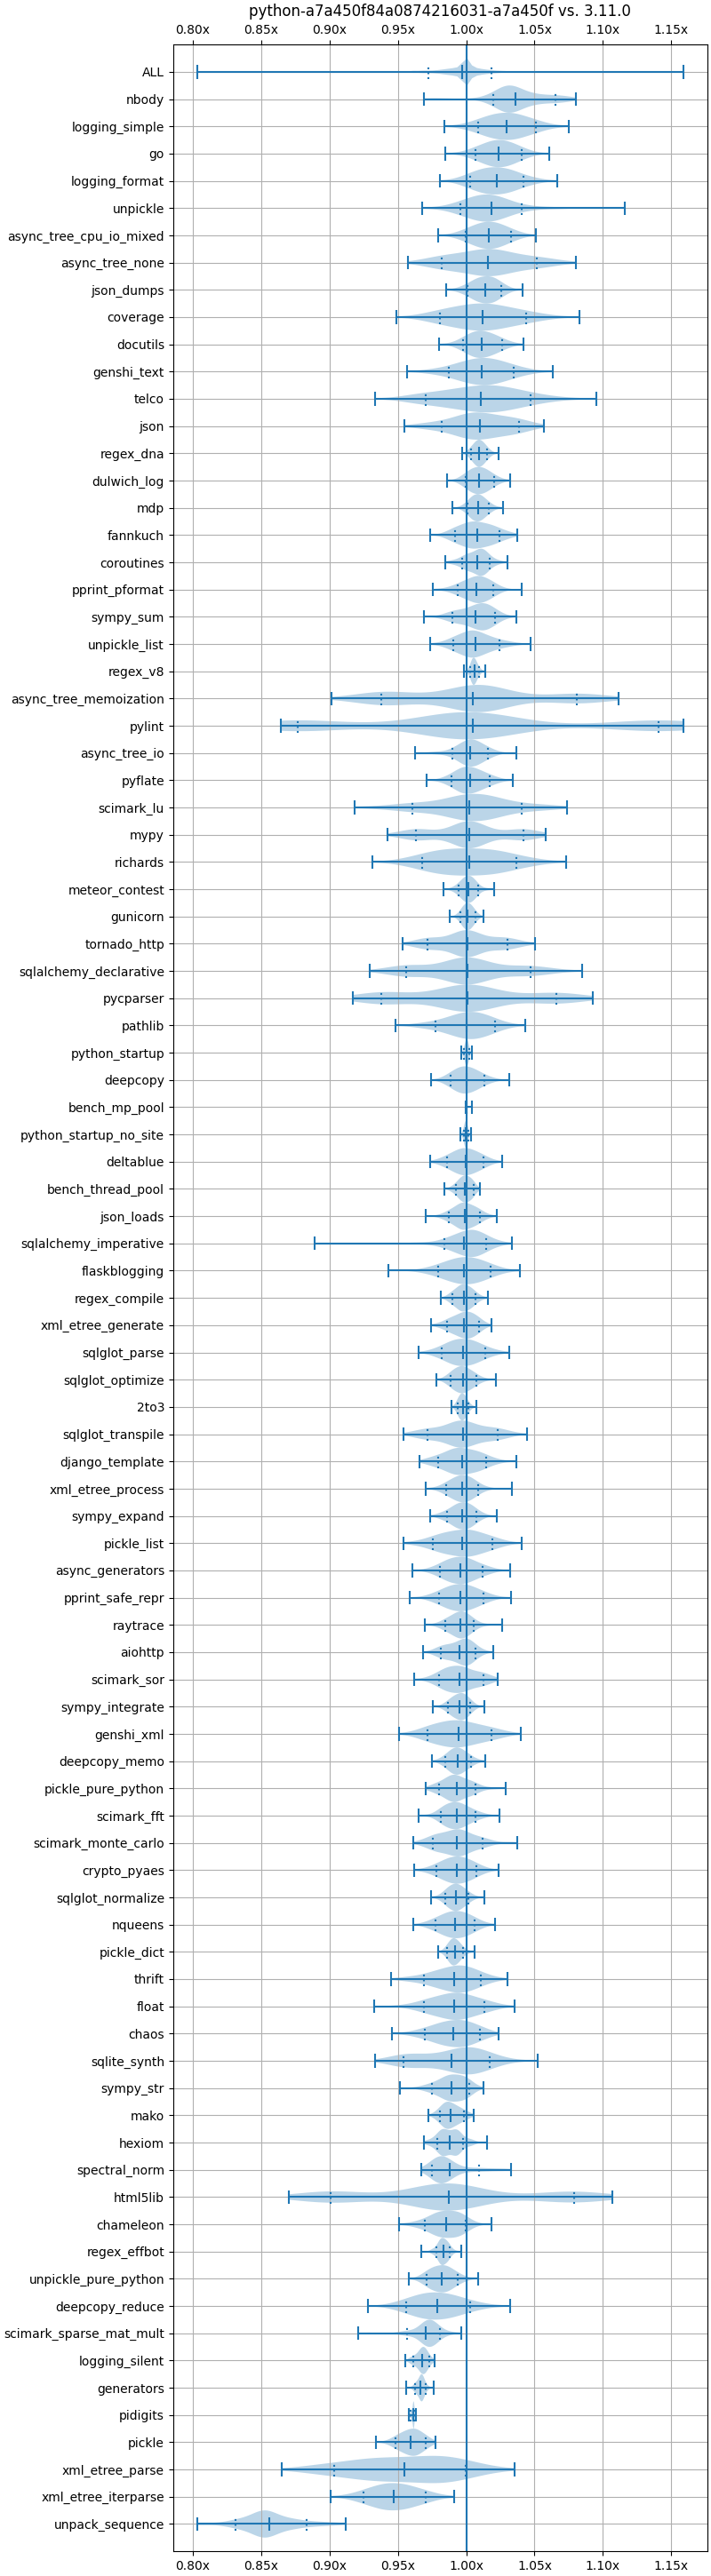 python-a7a450f84a0874216031-a7a450f vs. 3.11.0
0.80x 0.85x 0.90x 0.95x 1.00x 1.05x 1.10x 1.15x
ALL
nbody
logging_simple
go
logging_format
unpickle
async_tree_cpu_io_mixed
async_tree_none
json_dumps
coverage
docutils
genshi_text
telco
json
regex_dna
dulwich_log
mdp
fannkuch
coroutines
pprint_pformat
sympy_sum
unpickle_list
regex_v8
async_tree_memoization
pylint
async_tree_io
pyflate
scimark_lu
mypy
richards
meteor_contest
gunicorn
tornado_http
sqlalchemy_declarative
pycparser
pathlib
python_startup
deepcopy
bench_mp_pool
python_startup_no_site
deltablue
bench_thread_pool
json_loads
sqlalchemy_imperative
flaskblogging
regex_compile
xml_etree_generate
sqlglot_parse
sqlglot_optimize
2to3
sqlglot_transpile
django_template
xml_etree_process
sympy_expand
pickle_list
async_generators
pprint_safe_repr
raytrace
aiohttp
scimark_sor
sympy_integrate
genshi_xml
deepcopy_memo
pickle_pure_python
scimark_fft
scimark_monte_carlo
crypto_pyaes
sqlglot_normalize
nqueens
pickle_dict
thrift
float
chaos
sqlite_synth
sympy_str
mako
hexiom
spectral_norm
html5lib
chameleon
regex_effbot
unpickle_pure_python
deepcopy_reduce
scimark_sparse_mat_mult
logging_silent
generators
pidigits
pickle
xml_etree_parse
xml_etree_iterparse
unpack_sequence
0.80x 0.85x 0.90x 0.95x 1.00x 1.05x 1.10x 1.15x